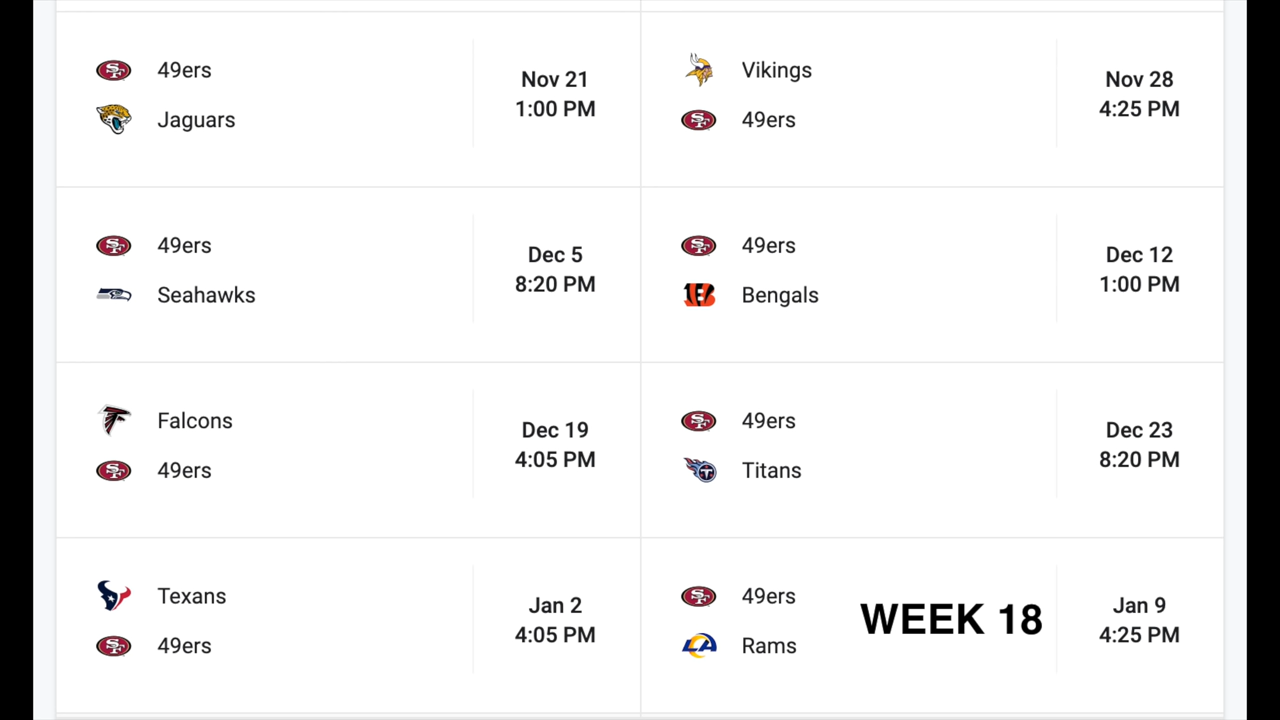 49ers
Jaguars
Nov 21
1:00 PM
Vikings
49ers
Nov 28
4:25 PM
49ers
Seahawks
Dec 5
8:20 PM
49ers
Bengals
Dec 12
1:00 PM
Falcons
49ers
Dec 19
4:05 PM
49ers
Titans
Dec 23
8:20 PM
Texans
49ers
Jan 2
4:05 PM
49ers
Rams
WEEK 18
Jan 9
4:25 PM